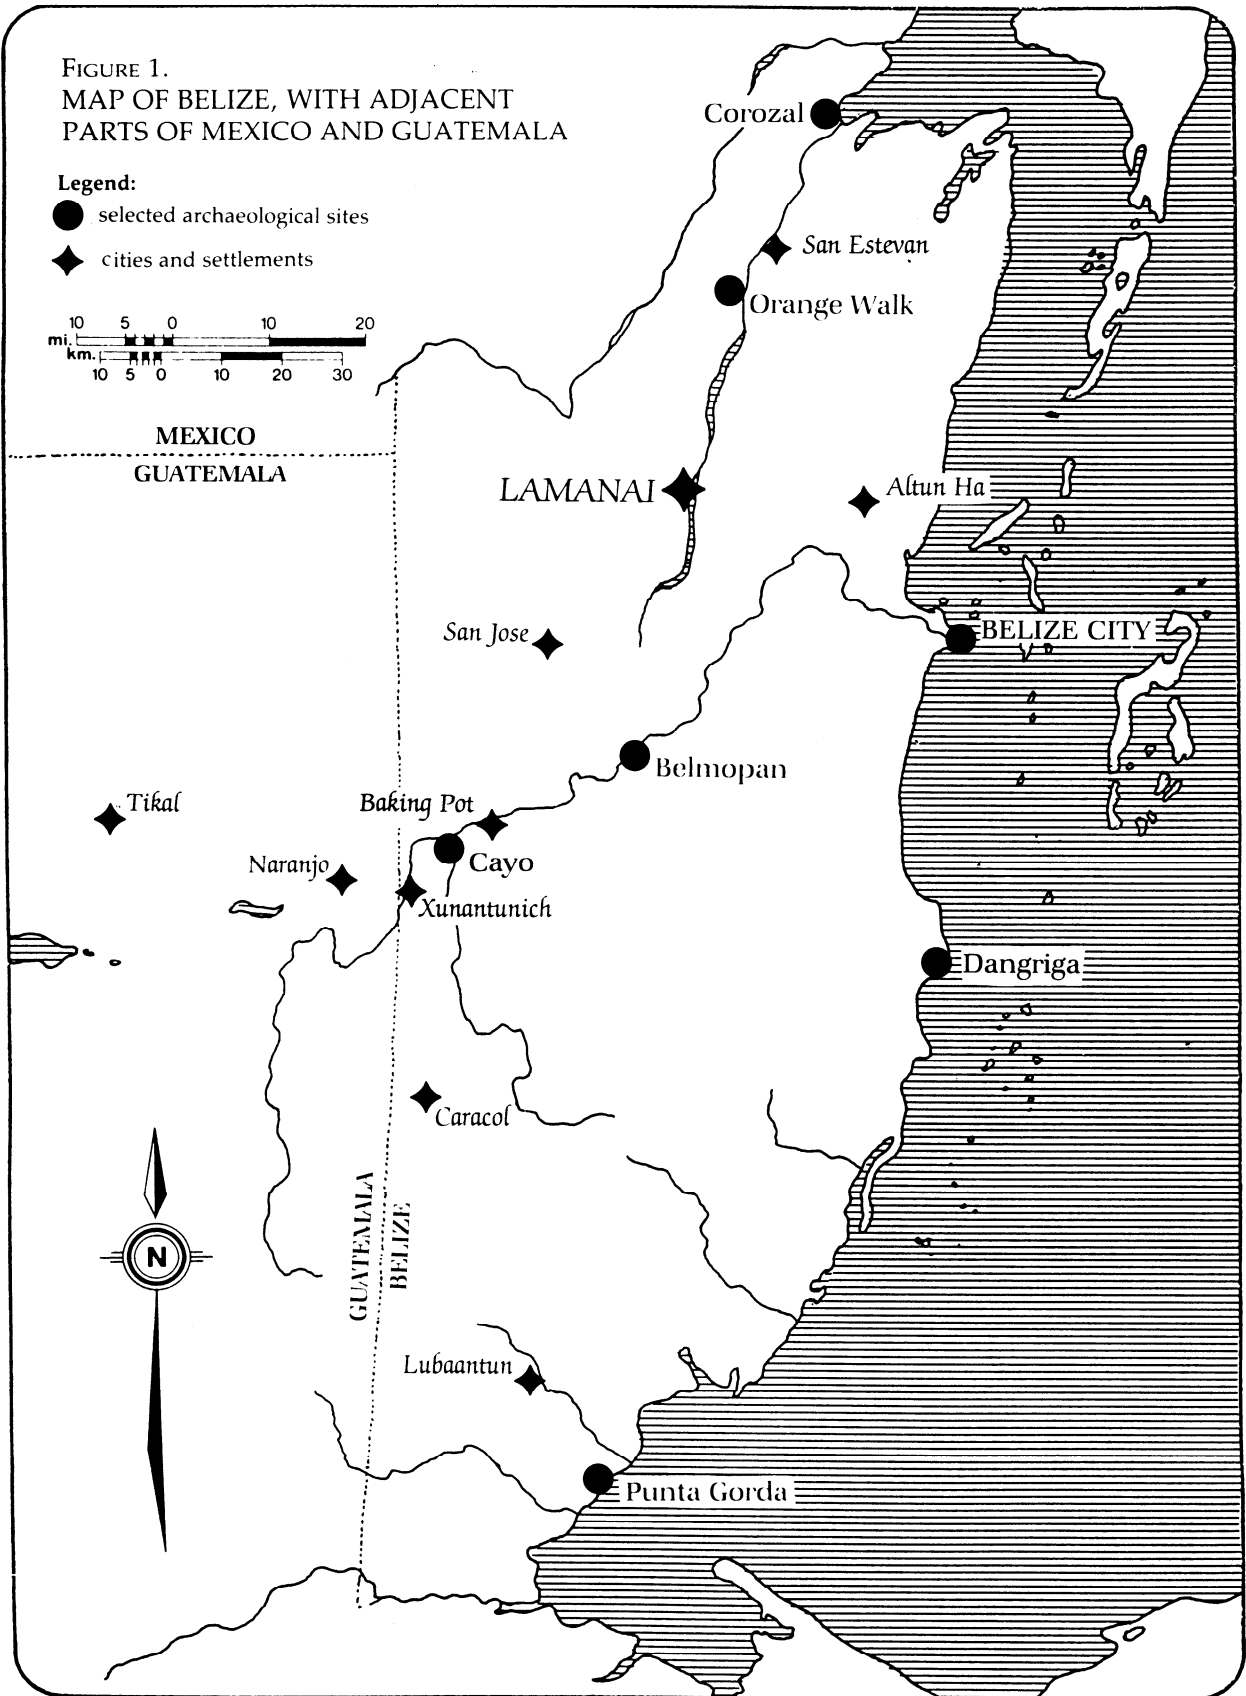 FIGURE 1.
MAP OF BELIZE, WITH ADJACENT
PARTS OF MEXICO AND GUATEMALA
Legend:
selected archaeological sites
cities and settlements
10 5 0 10 20
mi.
km.
10 5 0 10 20 30
MEXICO
GUATEMALA
Corozal
San Estevan
Orange Walk
LAMANAI
Altun Ha
San Jose
BELIZE CITY
Belmopan
Tikal
Baking Pot
Naranjo
Cayo
Xunantunich
Dangriga
Caracol
GUATEMALA
BELIZE
N
Lubaantun
Punta Gorda